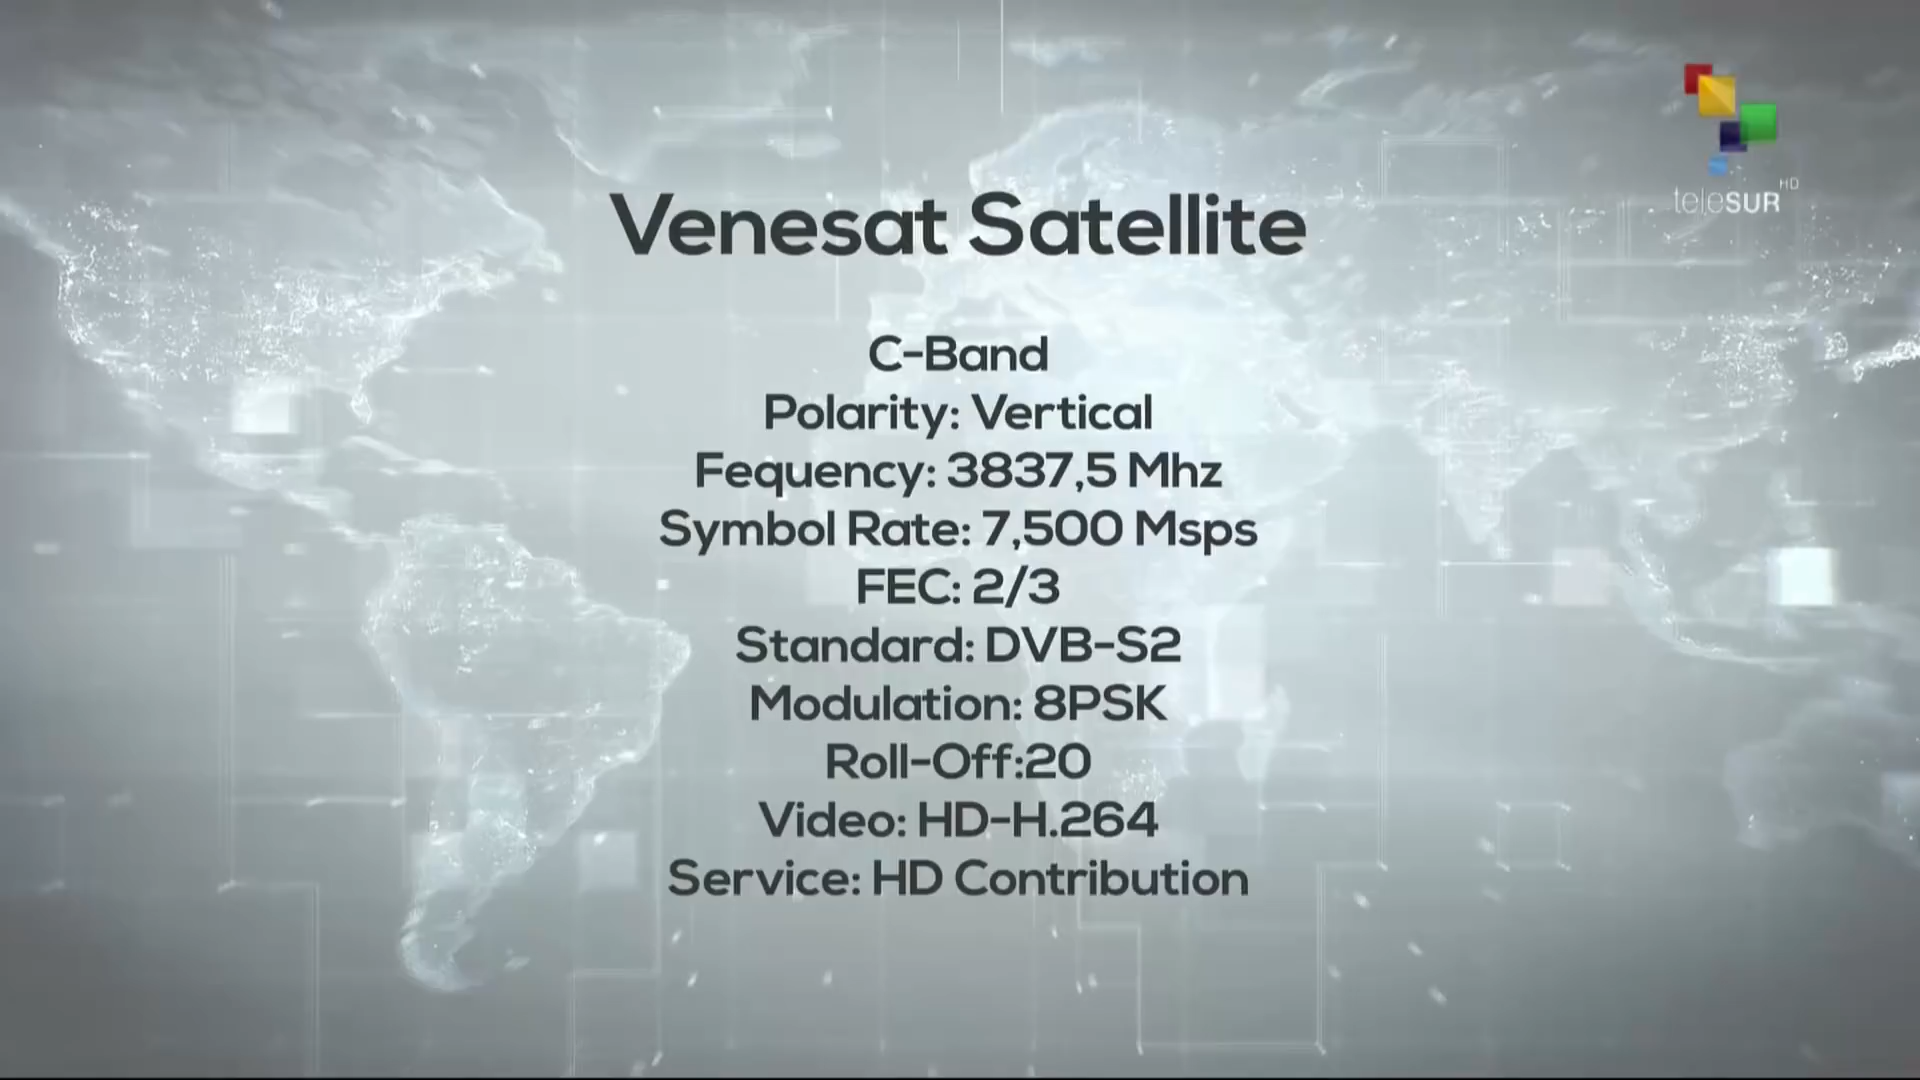 teleSUR HD
Venesat Satellite
C-Band
Polarity: Vertical
Fequency: 3837,5 Mhz
Symbol Rate: 7,500 Msps
FEC: 2/3
Standard: DVB-S2
Modulation: 8PSK
Roll-Off:20
Video: HD-H.264
Service: HD Contribution